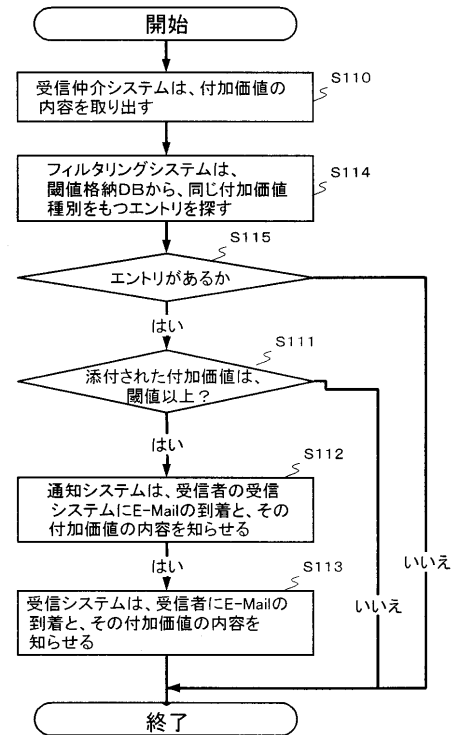 開始
受信仲介システムは、付加価値の
内容を取り出す
S110
フィルタリングシステムは、
閾値格納DBから、同じ付加価値
種別をもつエントリを探す
S114
S115
エントリがあるか
はい
S111
添付された付加価値は、
閾値以上？
はい
S112
通知システムは、受信者の受信
システムにE-Mailの到着と、その
付加価値の内容を知らせる
はい
S113
いいえ
受信システムは、受信者にE-Mailの
到着と、その付加価値の内容を
知らせる
いいえ
終了